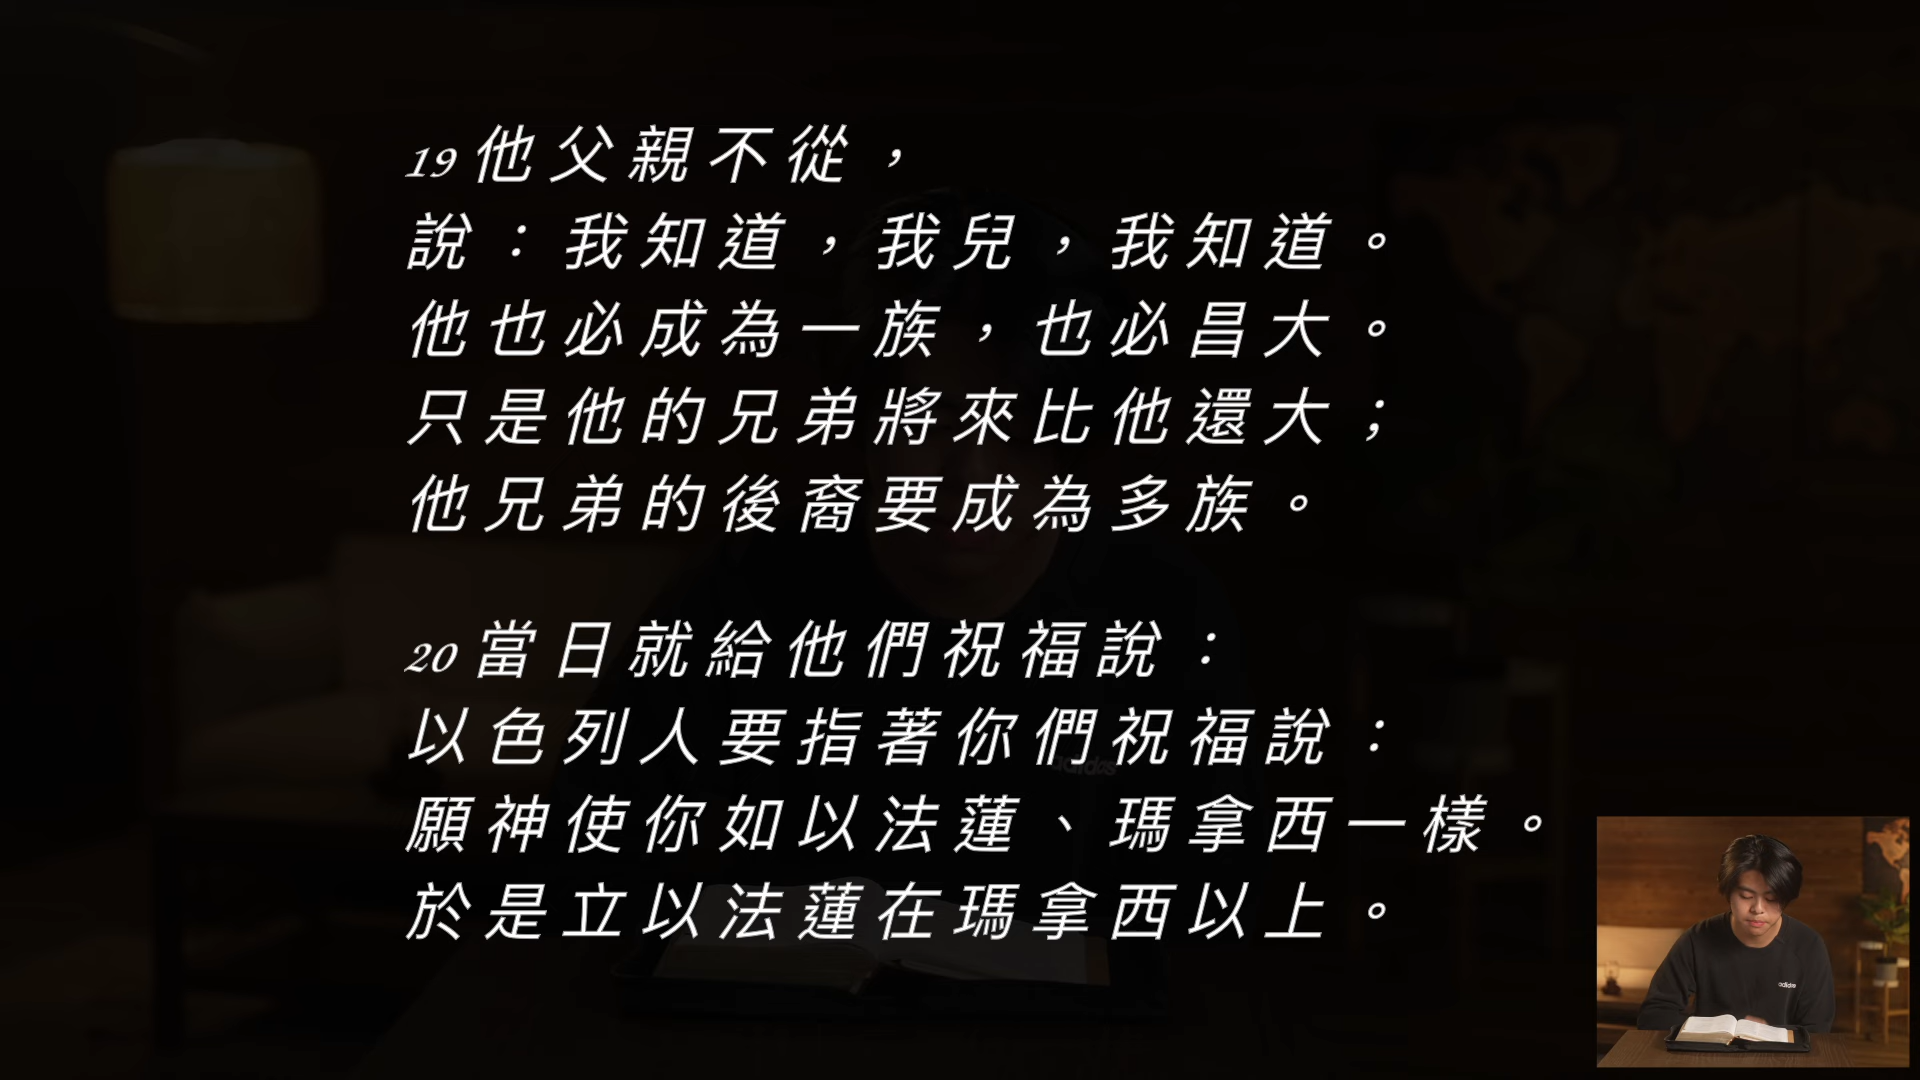 19 他父親不從，
說：我知道，我兒，我知道。
他也必成為一族，也必昌大。
只是他的兄弟將來比他還大；
他兄弟的後裔要成為多族。
20 當日就給他們祝福說：
以色列人要指著你們祝福說：
願神使你如以法蓮、瑪拿西一樣。
於是立以法蓮在瑪拿西以上。
adidas
adidas